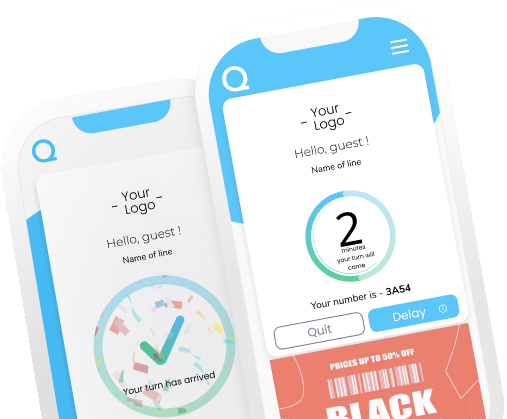 Q
– Your –
Logo
Hello, guest !
Name of line
Your turn has arrived
Q
– Your –
Logo
Hello, guest !
Name of line
2
minutes
your turn will
come
Your number is - 3A54
Quit
Delay
PRICES UP TO 50% OFF
BLACK